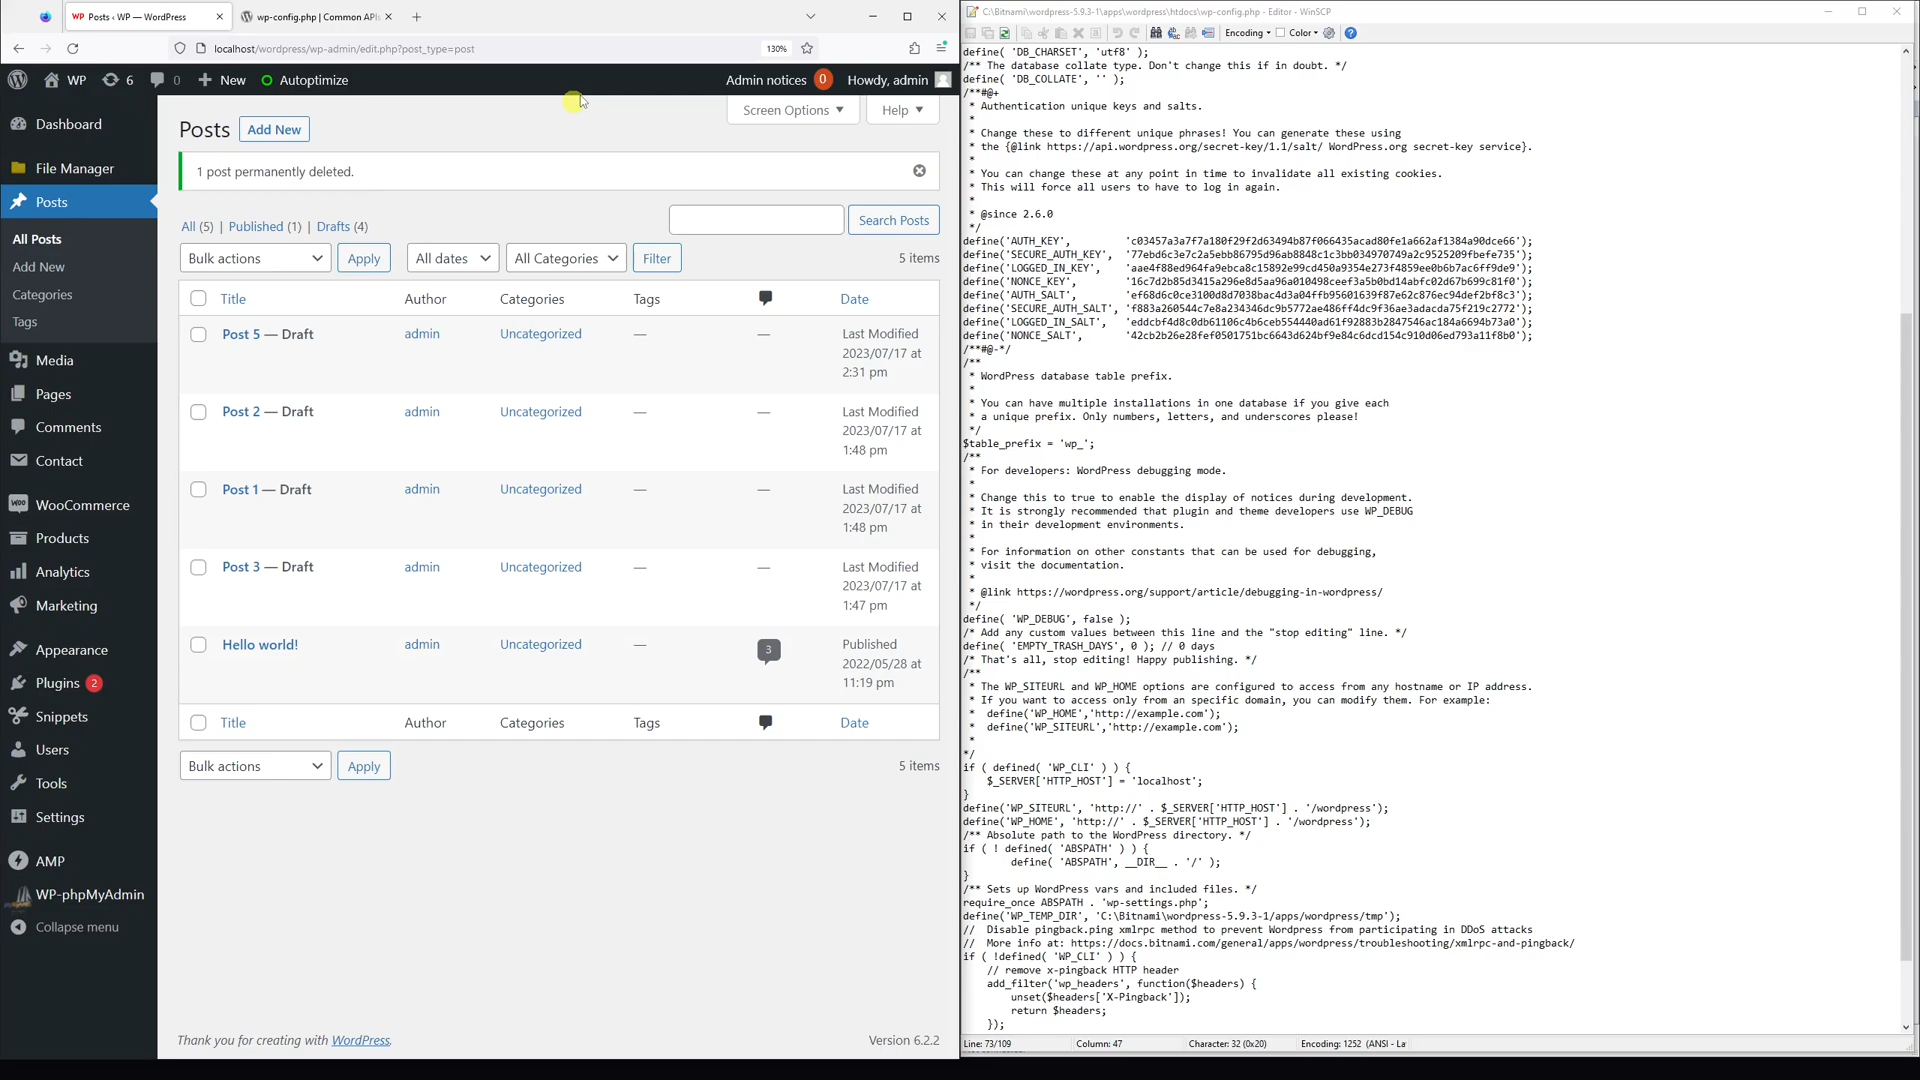 Posts ‹ WP — WordPress
wp-config.php | Common APIs
localhost/wordpress/wp-admin/edit.php?post_type=post
130%
WP
6
0
New
Autoptimize
Admin notices
0
Howdy, admin
Dashboard
File Manager
Posts
All Posts
Add New
Categories
Tags
Media
Pages
Comments
Contact
WooCommerce
Products
Analytics
Marketing
Appearance
Plugins 2
Snippets
Users
Tools
Settings
AMP
WP-phpMyAdmin
Collapse menu
Screen Options
Help
Posts
Add New
1 post permanently deleted.
All (5) | Published (1) | Drafts (4)
Search Posts
Bulk actions
Apply
All dates
All Categories
Filter
5 items
Title Author Categories Tags Date
Post 5 — Draft admin Uncategorized — — Last Modified
2023/07/17 at
2:31 pm
Post 2 — Draft admin Uncategorized — — Last Modified
2023/07/17 at
1:48 pm
Post 1 — Draft admin Uncategorized — — Last Modified
2023/07/17 at
1:48 pm
Post 3 — Draft admin Uncategorized — — Last Modified
2023/07/17 at
1:47 pm
Hello world! admin Uncategorized — 3 Published
2022/05/28 at
11:19 pm
Title Author Categories Tags Date
Bulk actions
Apply
5 items
Thank you for creating with WordPress.
Version 6.2.2
C:\Bitnami\wordpress-5.9.3-1\apps\wordpress\htdocs\wp-config.php - Editor - WinSCP
Encoding
Color
define( 'DB_CHARSET', 'utf8' );
/** The database collate type. Don't change this if in doubt. */
define( 'DB_COLLATE', '' );
/**#@+
* Authentication unique keys and salts.
*
* Change these to different unique phrases! You can generate these using
* the {@link https://api.wordpress.org/secret-key/1.1/salt/ WordPress.org secret-key service}.
*
* You can change these at any point in time to invalidate all existing cookies.
* This will force all users to have to log in again.
*
* @since 2.6.0
*/
define('AUTH_KEY', 'c03457a3a7f7a180f29f2d63494b87f066435acad80fe1a662af1384a90dce66');
define('SECURE_AUTH_KEY', '77ebd6c3e7c2a5ebb86795d96ab8848c1c3bb034970749a2c9525209fbefe735');
define('LOGGED_IN_KEY', 'aae4f88ed964fa9ebca8c15892e99cd450a9354e273f4859ee0b6b7ac6ff9de9');
define('NONCE_KEY', '16c7d2b85d3415a296e8d5aa96a010498ceef3a5b0bd14abfc02d67b699c81f0');
define('AUTH_SALT', 'ef68d6c0ce3100d8d7038bac4d3a04ffb95601639f87e62c876ec94def2bf8c3');
define('SECURE_AUTH_SALT', 'f883a260544c7e8a234346dc9b5772ae486ff4dc9f36ae3adacda75f219c2772');
define('LOGGED_IN_SALT', 'eddcbf4d8c0db61106c4b6ceb554440ad61f92883b2847546ac184a6694b73a0');
define('NONCE_SALT', '42cb2b26e28fef0501751bc6643d624bf9e84c6dcd154c910d06ed793a11f8b0');
/**#@-*/
/**
* WordPress database table prefix.
*
* You can have multiple installations in one database if you give each
* a unique prefix. Only numbers, letters, and underscores please!
*/
$table_prefix = 'wp_';
/**
* For developers: WordPress debugging mode.
*
* Change this to true to enable the display of notices during development.
* It is strongly recommended that plugin and theme developers use WP_DEBUG
* in their development environments.
*
* For information on other constants that can be used for debugging,
* visit the documentation.
*
* @link https://wordpress.org/support/article/debugging-in-wordpress/
*/
define( 'WP_DEBUG', false );
/* Add any custom values between this line and the "stop editing" line. */
define( 'EMPTY_TRASH_DAYS', 0 ); // 0 days
/* That's all, stop editing! Happy publishing. */
/**
* The WP_SITEURL and WP_HOME options are configured to access from any hostname or IP address.
* If you want to access only from an specific domain, you can modify them. For example:
* define('WP_HOME','http://example.com');
* define('WP_SITEURL','http://example.com');
*
*/
if ( defined( 'WP_CLI' ) ) {
$_SERVER['HTTP_HOST'] = 'localhost';
}
define('WP_SITEURL', 'http://' . $_SERVER['HTTP_HOST'] . '/wordpress');
define('WP_HOME', 'http://' . $_SERVER['HTTP_HOST'] . '/wordpress');
/** Absolute path to the WordPress directory. */
if ( ! defined( 'ABSPATH' ) ) {
define( 'ABSPATH', __DIR__ . '/' );
}
/** Sets up WordPress vars and included files. */
require_once ABSPATH . 'wp-settings.php';
define('WP_TEMP_DIR', 'C:\Bitnami\wordpress-5.9.3-1/apps/wordpress/tmp');
// Disable pingback.ping xmlrpc method to prevent Wordpress from participating in DDoS attacks
// More info at: https://docs.bitnami.com/general/apps/wordpress/troubleshooting/xmlrpc-and-pingback/
if ( !defined( 'WP_CLI' ) ) {
// remove x-pingback HTTP header
add_filter('wp_headers', function($headers) {
unset($headers['X-Pingback']);
return $headers;
});
Line: 73/109
Column: 47
Character: 32 (0x20)
Encoding: 1252 (ANSI - La